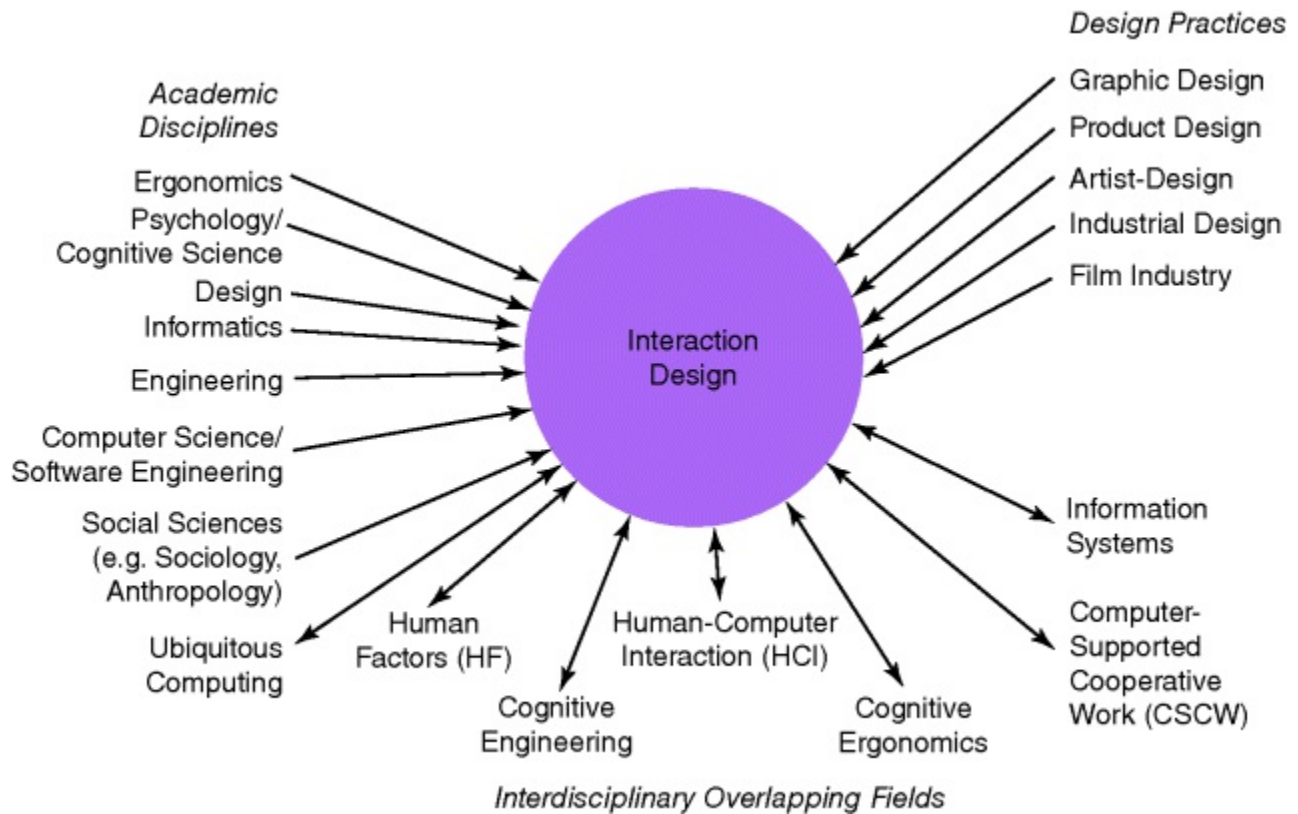 Design Practices
Graphic Design
Product Design
Artist-Design
Industrial Design
Film Industry
Academic
Disciplines
Ergonomics
Psychology/
Cognitive Science
Design
Informatics
Engineering
Computer Science/
Software Engineering
Social Sciences
(e.g. Sociology,
Anthropology)
Interaction
Design
Ubiquitous
Computing
Human
Factors (HF)
Cognitive
Engineering
Human-Computer
Interaction (HCI)
Cognitive
Ergonomics
Information
Systems
Computer-
Supported
Cooperative
Work (CSCW)
Interdisciplinary Overlapping Fields